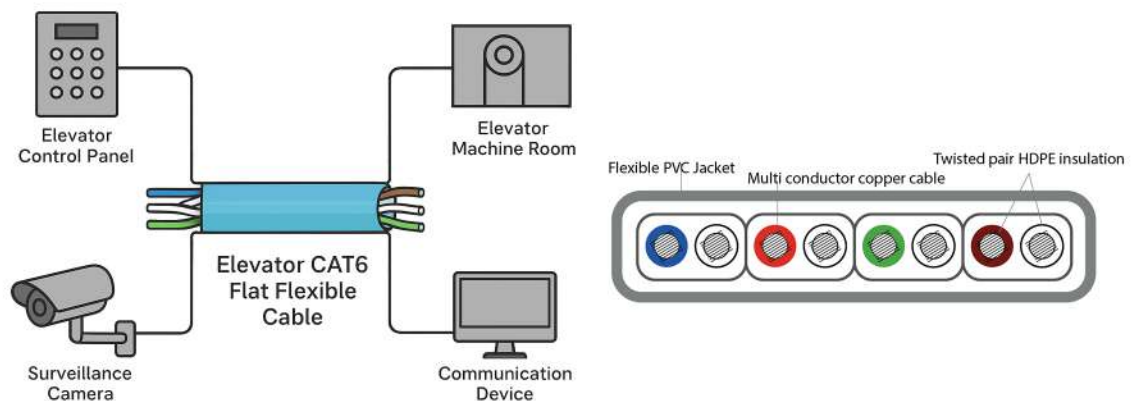 Elevator
Control Panel
Elevator
Machine Room
Elevator CAT6
Flat Flexible
Cable
Surveillance
Camera
Communication
Device
Flexible PVC Jacket
Multi conductor copper cable
Twisted pair HDPE insulation